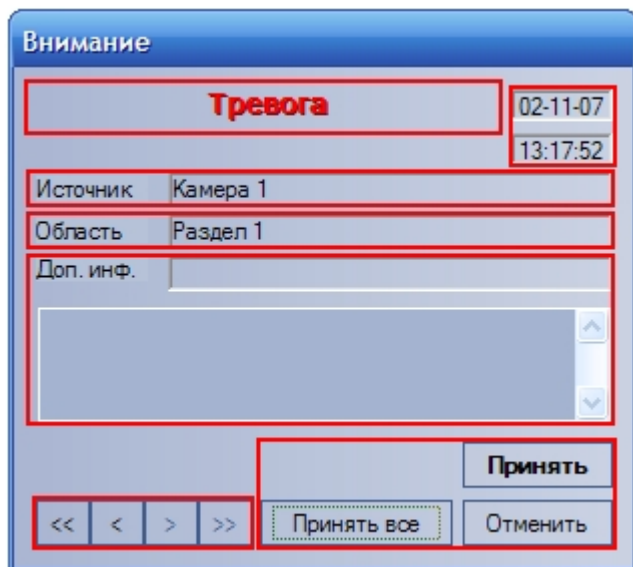 Внимание
Тревога 02-11-07
13:17:52
Источник Камера 1
Область Раздел 1
Доп. инф.
Принять
<< < > >> Принять все Отменить